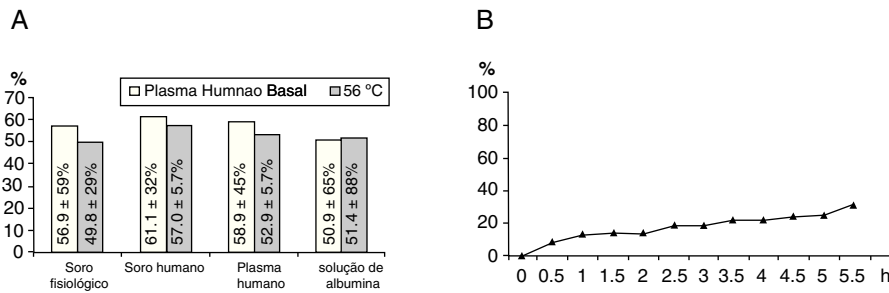 A
%
Plasma Humnao Basal
56 ºC
70
60
50
40
30
20
10
0
56.9 ± 59%
49.8 ± 29%
61.1 ± 32%
57.0 ± 5.7%
58.9 ± 45%
52.9 ± 5.7%
50.9 ± 65%
51.4 ± 88%
Soro
fisiológico
Soro humano
Plasma
humano
solução de
albumina
B
%
100
80
60
40
20
0
0 0.5 1 1.5 2 2.5 3 3.5 4 4.5 5 5.5 h